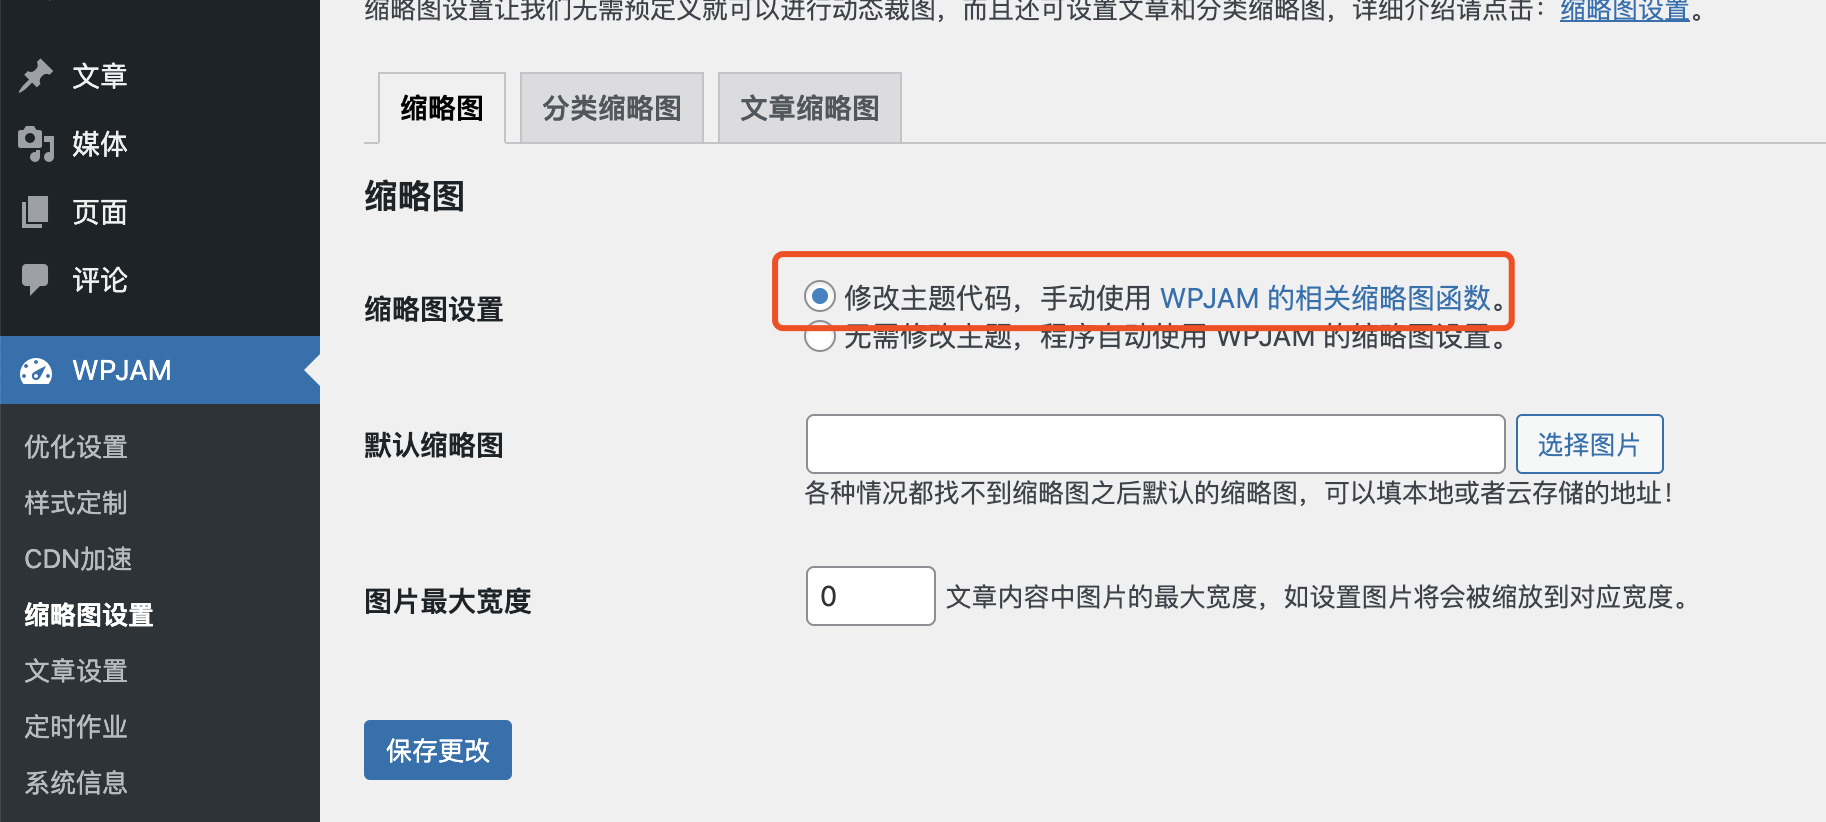 缩略图设置让我们无需预定义就可以进行动态裁图，而且还可设置文章和分类缩略图，详细介绍请点击：缩略图设置。
文章
媒体
页面
评论
WPJAM
优化设置
样式定制
CDN加速
缩略图设置
文章设置
定时作业
系统信息
缩略图
分类缩略图
文章缩略图
缩略图
缩略图设置
修改主题代码，手动使用 WPJAM 的相关缩略图函数。
无需修改主题，程序自动使用 WPJAM 的缩略图设置。
默认缩略图
选择图片
各种情况都找不到缩略图之后默认的缩略图，可以填本地或者云存储的地址！
图片最大宽度
0 文章内容中图片的最大宽度，如设置图片将会被缩放到对应宽度。
保存更改